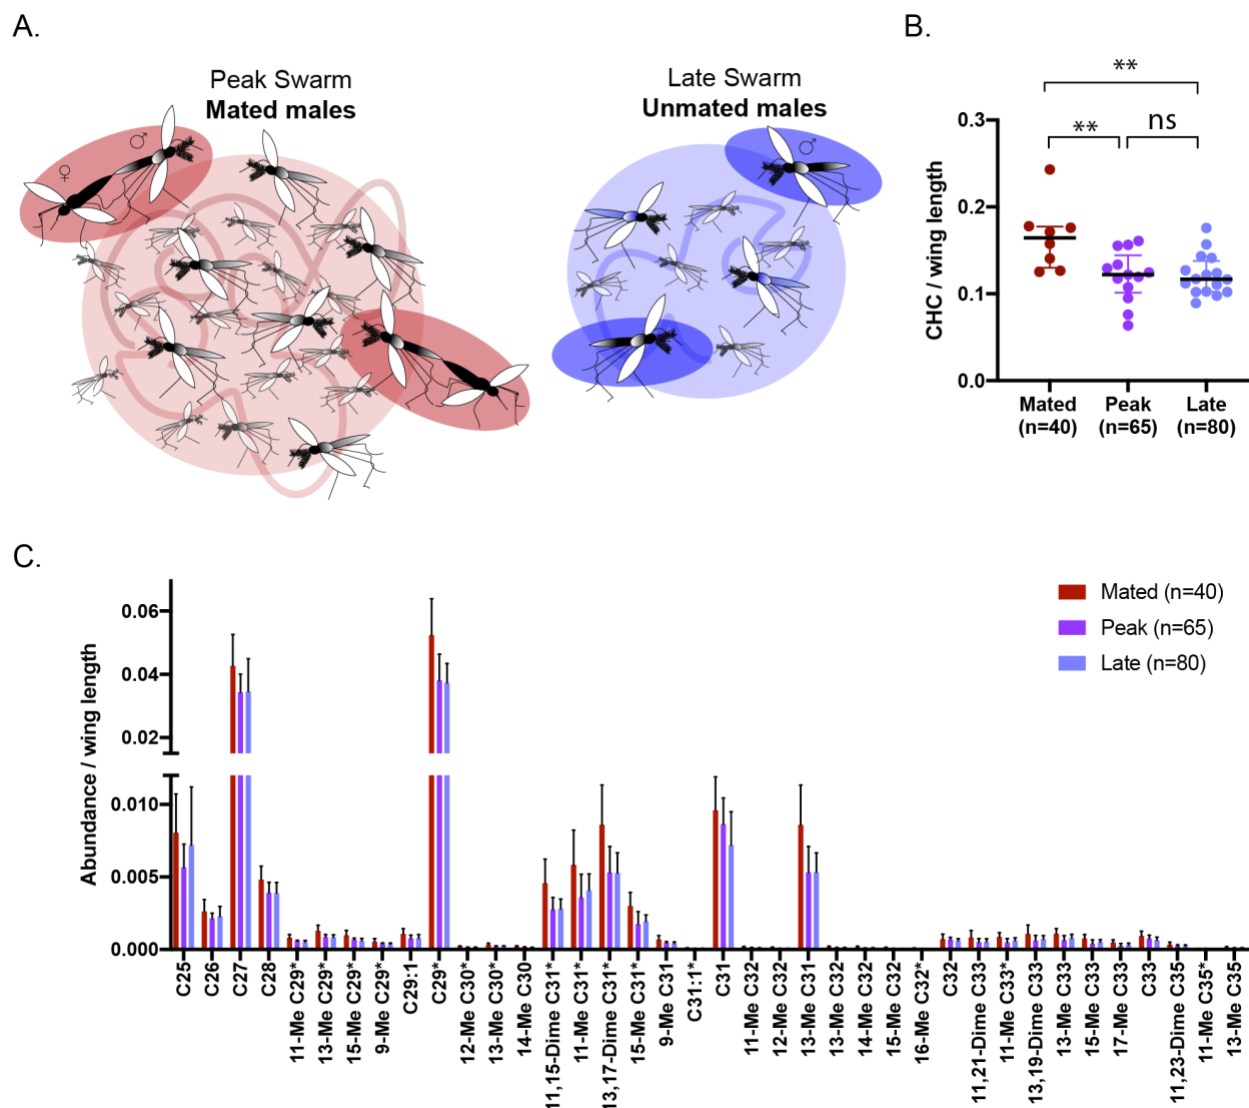 A.
B.
Peak Swarm
Mated males
Late Swarm
Unmated males
♂
♀
♂
**
**
ns
CHC / wing length
0.3
0.2
0.1
0.0
Mated
(n=40)
Peak
(n=65)
Late
(n=80)
C.
Abundance / wing length
0.06
0.04
0.02
0.010
0.005
0.000
Mated (n=40)
Peak (n=65)
Late (n=80)
C25
C26
C27
C28
11-Me C29*
13-Me C29*
15-Me C29*
9-Me C29*
C29:1
C29*
12-Me C30*
13-Me C30*
14-Me C30
11,15-Dime C31*
11-Me C31*
13,17-Dime C31*
15-Me C31*
9-Me C31
C31:1*
C31
11-Me C32
12-Me C32
13-Me C31
13-Me C32
14-Me C32
15-Me C32
16-Me C32*
C32
11,21-Dime C33
11-Me C33*
13,19-Dime C33
13-Me C33
15-Me C33
17-Me C33
C33
11,23-Dime C35
11-Me C35*
13-Me C35